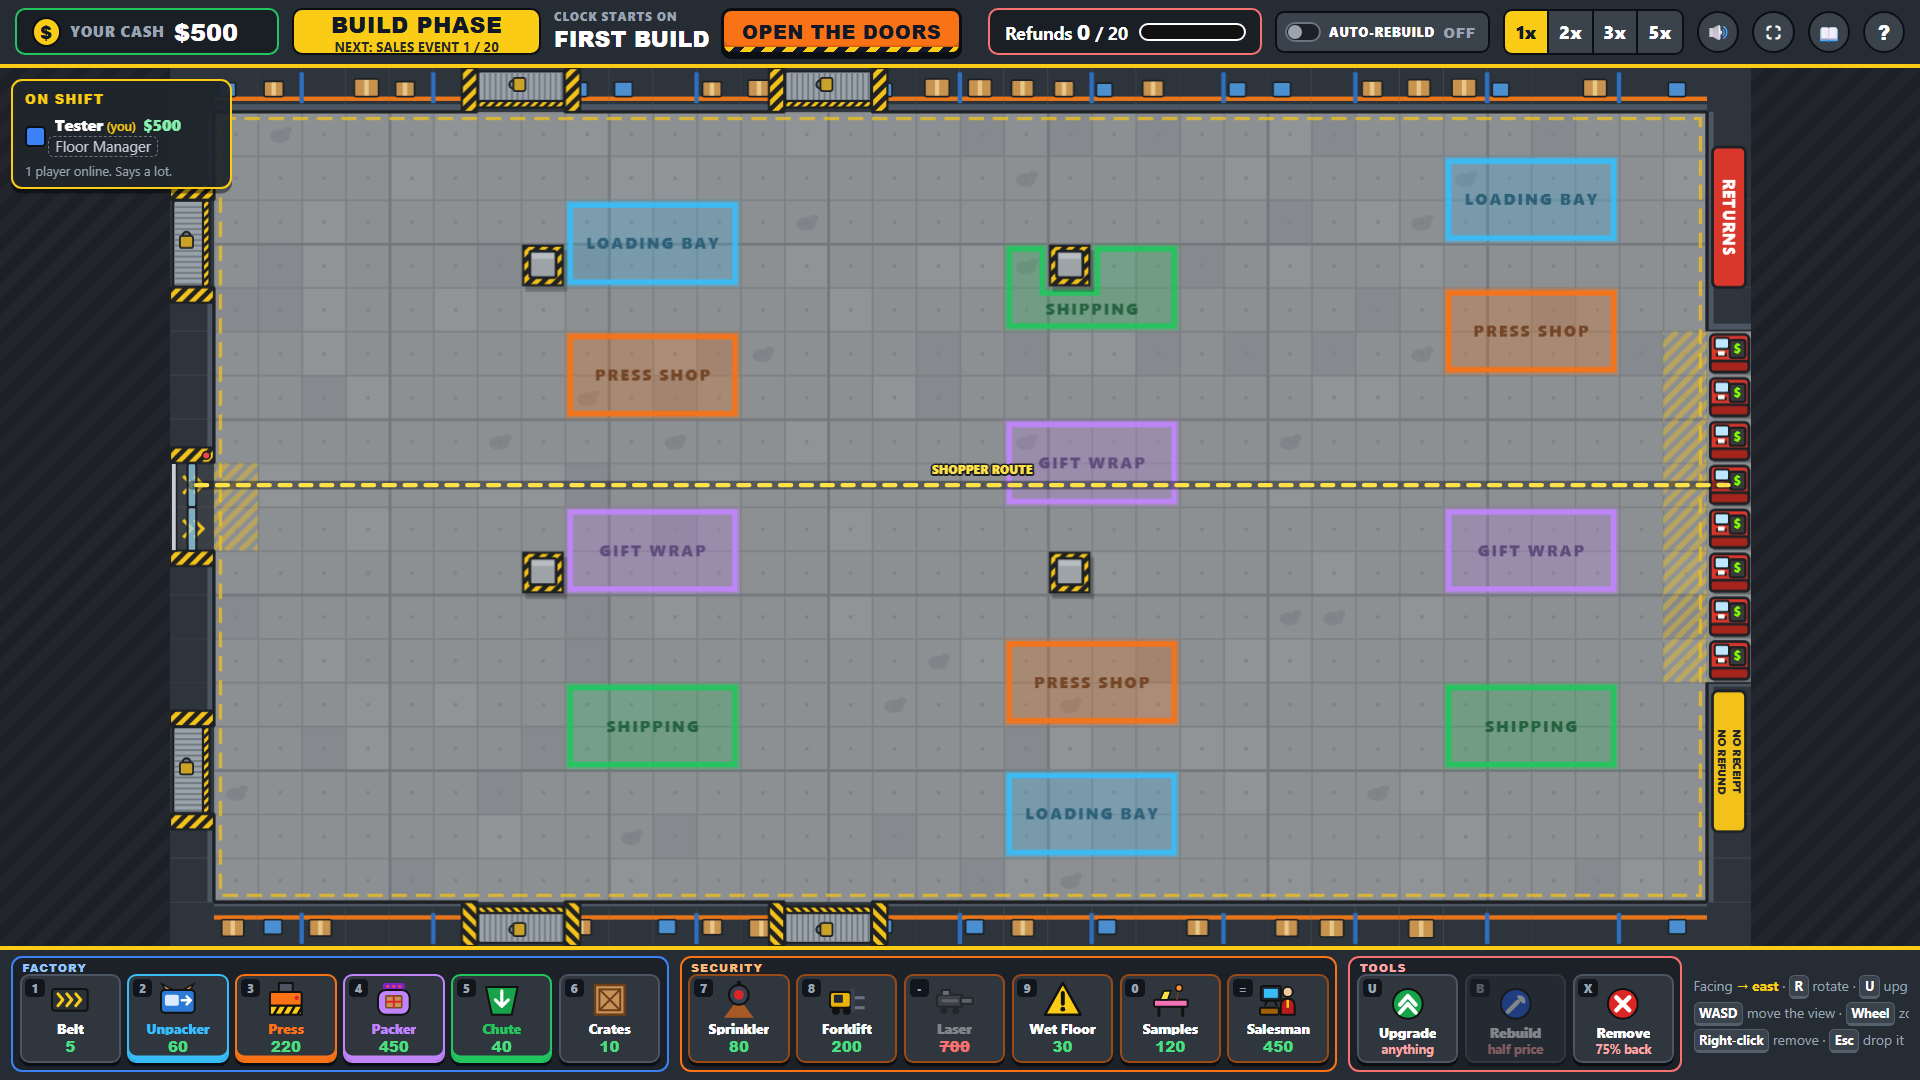 YOUR CASH $500
BUILD PHASE
NEXT: SALES EVENT 1 / 20
CLOCK STARTS ON
FIRST BUILD
OPEN THE DOORS
Refunds 0 / 20
AUTO-REBUILD OFF
1x 2x 3x 5x
?
ON SHIFT
Tester (you) $500
Floor Manager
1 player online. Says a lot.
LOADING BAY
RETURNS
LOADING BAY
SHIPPING
PRESS SHOP
PRESS SHOP
GIFT WRAP
SHOPPER ROUTE
GIFT WRAP
GIFT WRAP
PRESS SHOP
SHIPPING
SHIPPING
NO RECEIPT
NO REFUND
LOADING BAY
FACTORY
1 Belt 5
2 Unpacker 60
3 Press 220
4 Packer 450
5 Chute 40
6 Crates 10
SECURITY
7 Sprinkler 80
8 Forklift 200
- Laser 700
9 Wet Floor 30
0 Samples 120
= Salesman 450
TOOLS
U Upgrade anything
B Rebuild half price
X Remove 75% back
Facing → east · R rotate · U upg
WASD move the view · Wheel
Right-click remove · Esc drop it